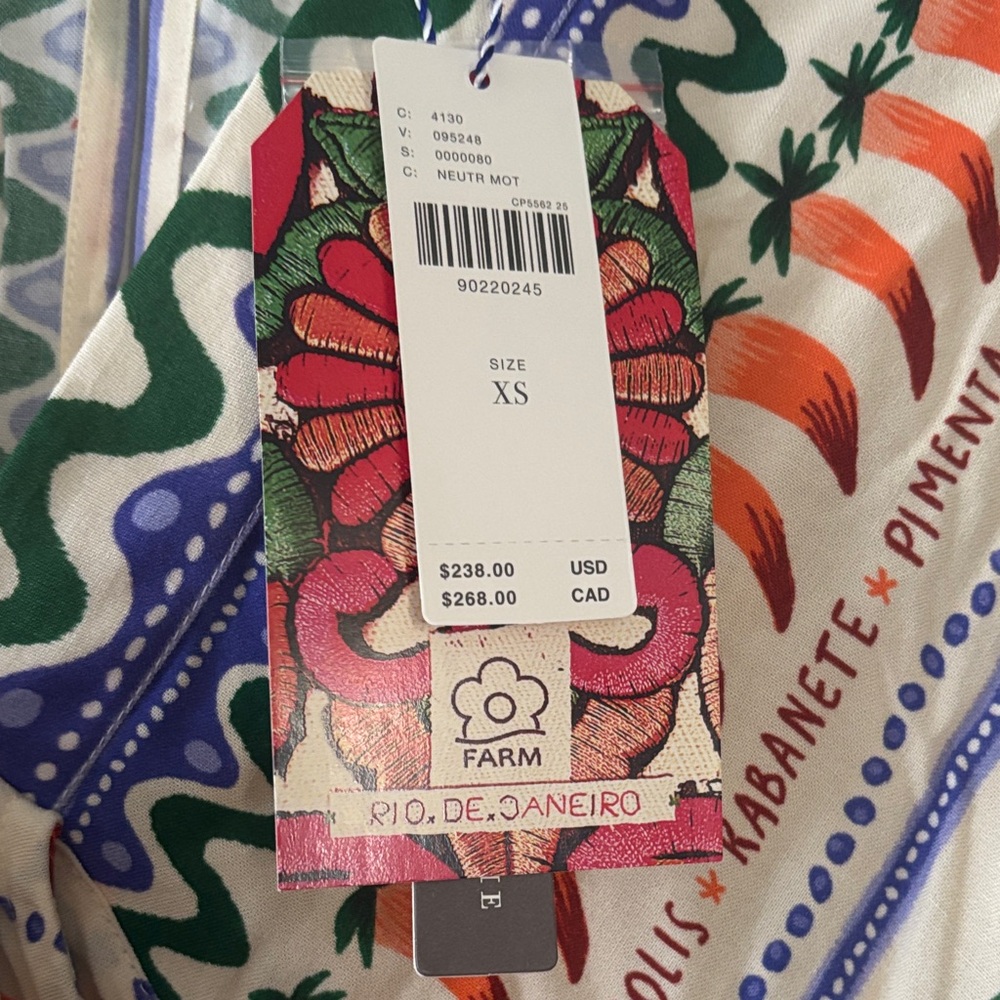 C: 4130
V: 095248
S: 0000080
C: NEUTR MOT
CP5562 25
90220245
SIZE
XS
$238.00 USD
$268.00 CAD
FARM
RIO.DE.JANEIRO
PIMENTA
* KABANETE *